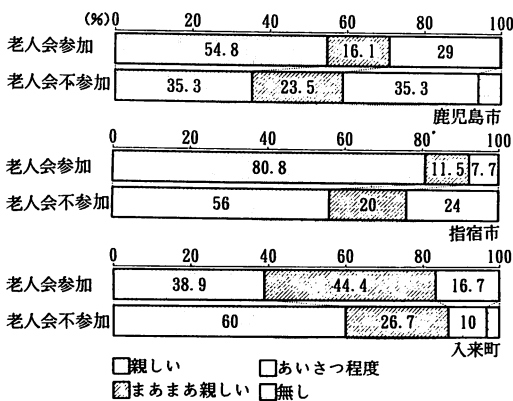 (%)0 20 40 60 80 100
老人会参加 54.8 16.1 29
老人会不参加 35.3 23.5 35.3
鹿児島市
0 20 40 60 80 100
老人会参加 80.8 11.5 7.7
老人会不参加 56 20 24
指宿市
0 20 40 60 80 100
老人会参加 38.9 44.4 16.7
老人会不参加 60 26.7 10
入来町
親しい あいさつ程度
まあまあ親しい 無し